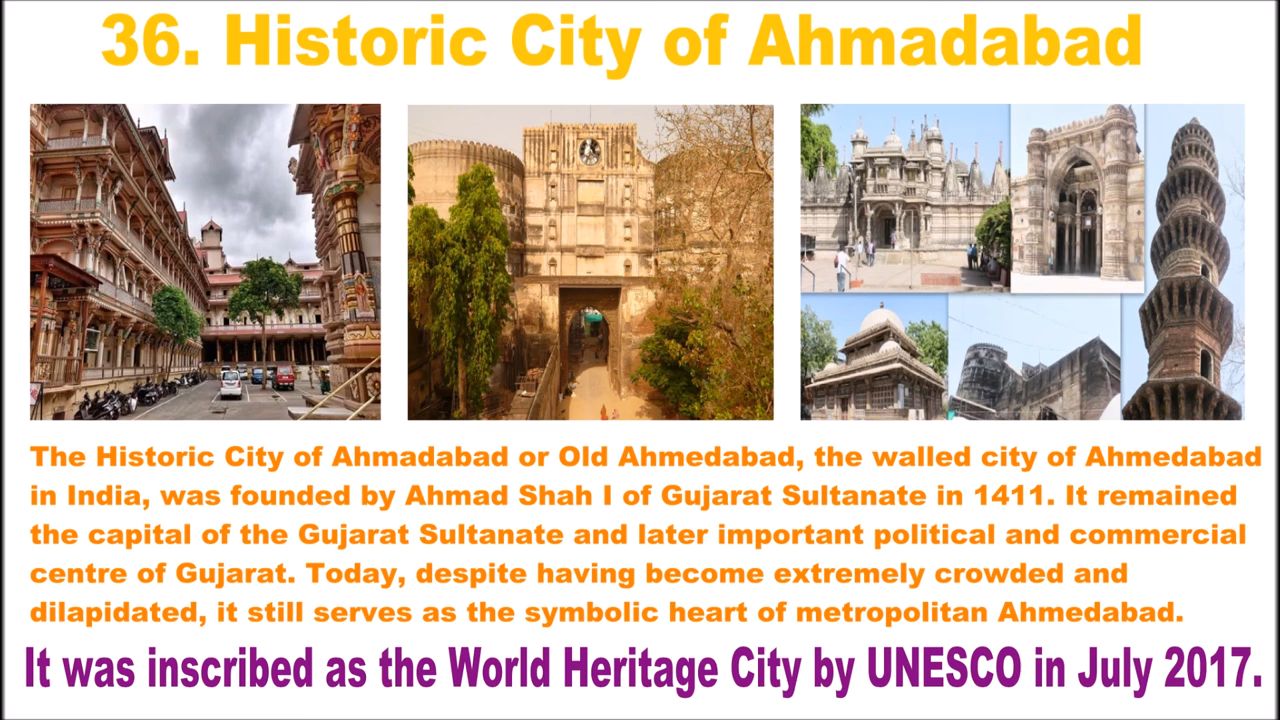 36. Historic City of Ahmadabad
The Historic City of Ahmadabad or Old Ahmedabad, the walled city of Ahmedabad
in India, was founded by Ahmad Shah I of Gujarat Sultanate in 1411. It remained
the capital of the Gujarat Sultanate and later important political and commercial
centre of Gujarat. Today, despite having become extremely crowded and
dilapidated, it still serves as the symbolic heart of metropolitan Ahmedabad.
It was inscribed as the World Heritage City by UNESCO in July 2017.